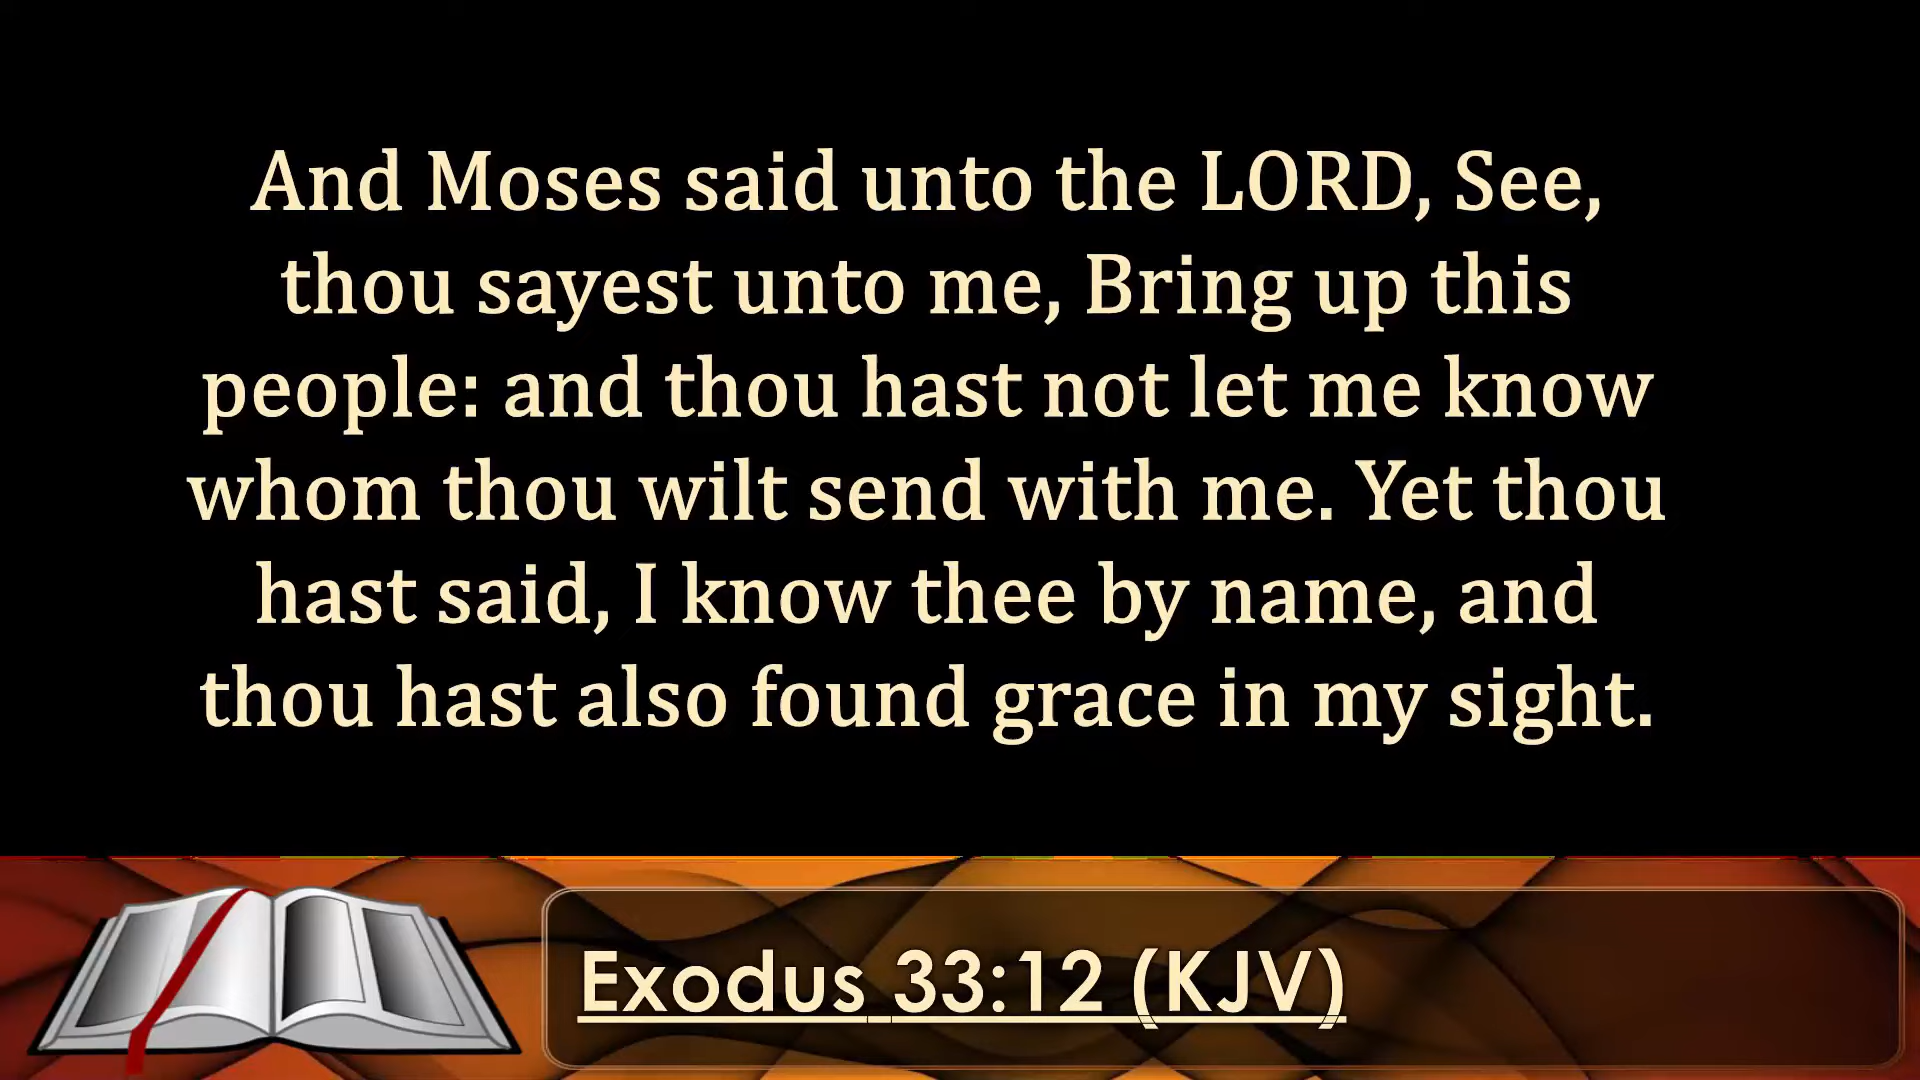 And Moses said unto the LORD, See,
thou sayest unto me, Bring up this
people: and thou hast not let me know
whom thou wilt send with me. Yet thou
hast said, I know thee by name, and
thou hast also found grace in my sight.
Exodus 33:12 (KJV)